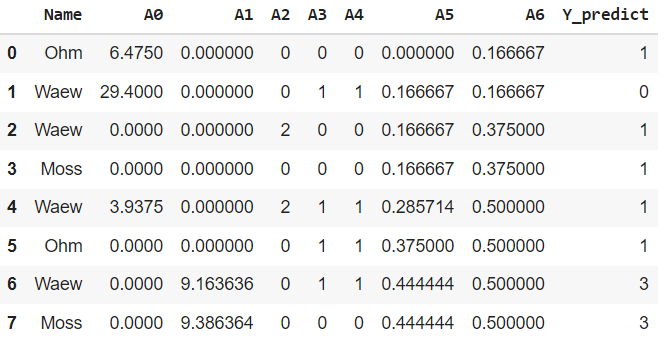 Name A0 A1 A2 A3 A4 A5 A6 Y_predict
0 Ohm 6.4750 0.000000 0 0 0 0.000000 0.166667 1
1 Waew 29.4000 0.000000 0 1 1 0.166667 0.166667 0
2 Waew 0.0000 0.000000 2 0 0 0.166667 0.375000 1
3 Moss 0.0000 0.000000 0 0 0 0.166667 0.375000 1
4 Waew 3.9375 0.000000 2 1 1 0.285714 0.500000 1
5 Ohm 0.0000 0.000000 0 1 1 0.375000 0.500000 1
6 Waew 0.0000 9.163636 0 1 1 0.444444 0.500000 3
7 Moss 0.0000 9.386364 0 0 0 0.444444 0.500000 3